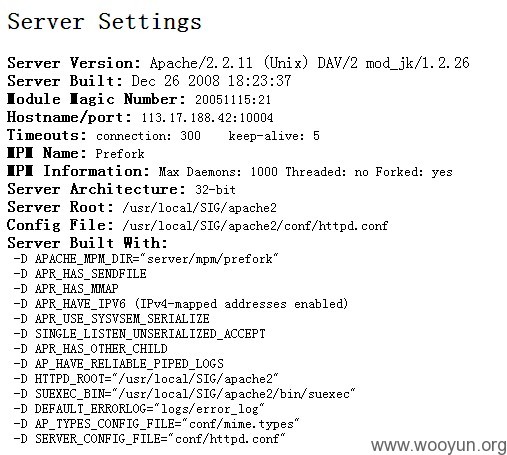 Server Settings
Server Version: Apache/2.2.11 (Unix) DAV/2 mod_jk/1.2.26
Server Built: Dec 26 2008 18:23:37
Module Magic Number: 20051115:21
Hostname/port: 113.17.188.42:10004
Timeouts: connection: 300 keep-alive: 5
MPM Name: Prefork
MPM Information: Max Daemons: 1000 Threaded: no Forked: yes
Server Architecture: 32-bit
Server Root: /usr/local/SIG/apache2
Config File: /usr/local/SIG/apache2/conf/httpd.conf
Server Built With:
-D APACHE_MPM_DIR="server/mpm/prefork"
-D APR_HAS_SENDFILE
-D APR_HAS_MMAP
-D APR_HAVE_IPV6 (IPv4-mapped addresses enabled)
-D APR_USE_SYSVSEM_SERIALIZE
-D SINGLE_LISTEN_UNSERIALIZED_ACCEPT
-D APR_HAS_OTHER_CHILD
-D AP_HAVE_RELIABLE_PIPED_LOGS
-D HTTPD_ROOT="/usr/local/SIG/apache2"
-D SUEXEC_BIN="/usr/local/SIG/apache2/bin/suexec"
-D DEFAULT_ERRORLOG="logs/error_log"
-D AP_TYPES_CONFIG_FILE="conf/mime.types"
-D SERVER_CONFIG_FILE="conf/httpd.conf"
www.wooyun.org